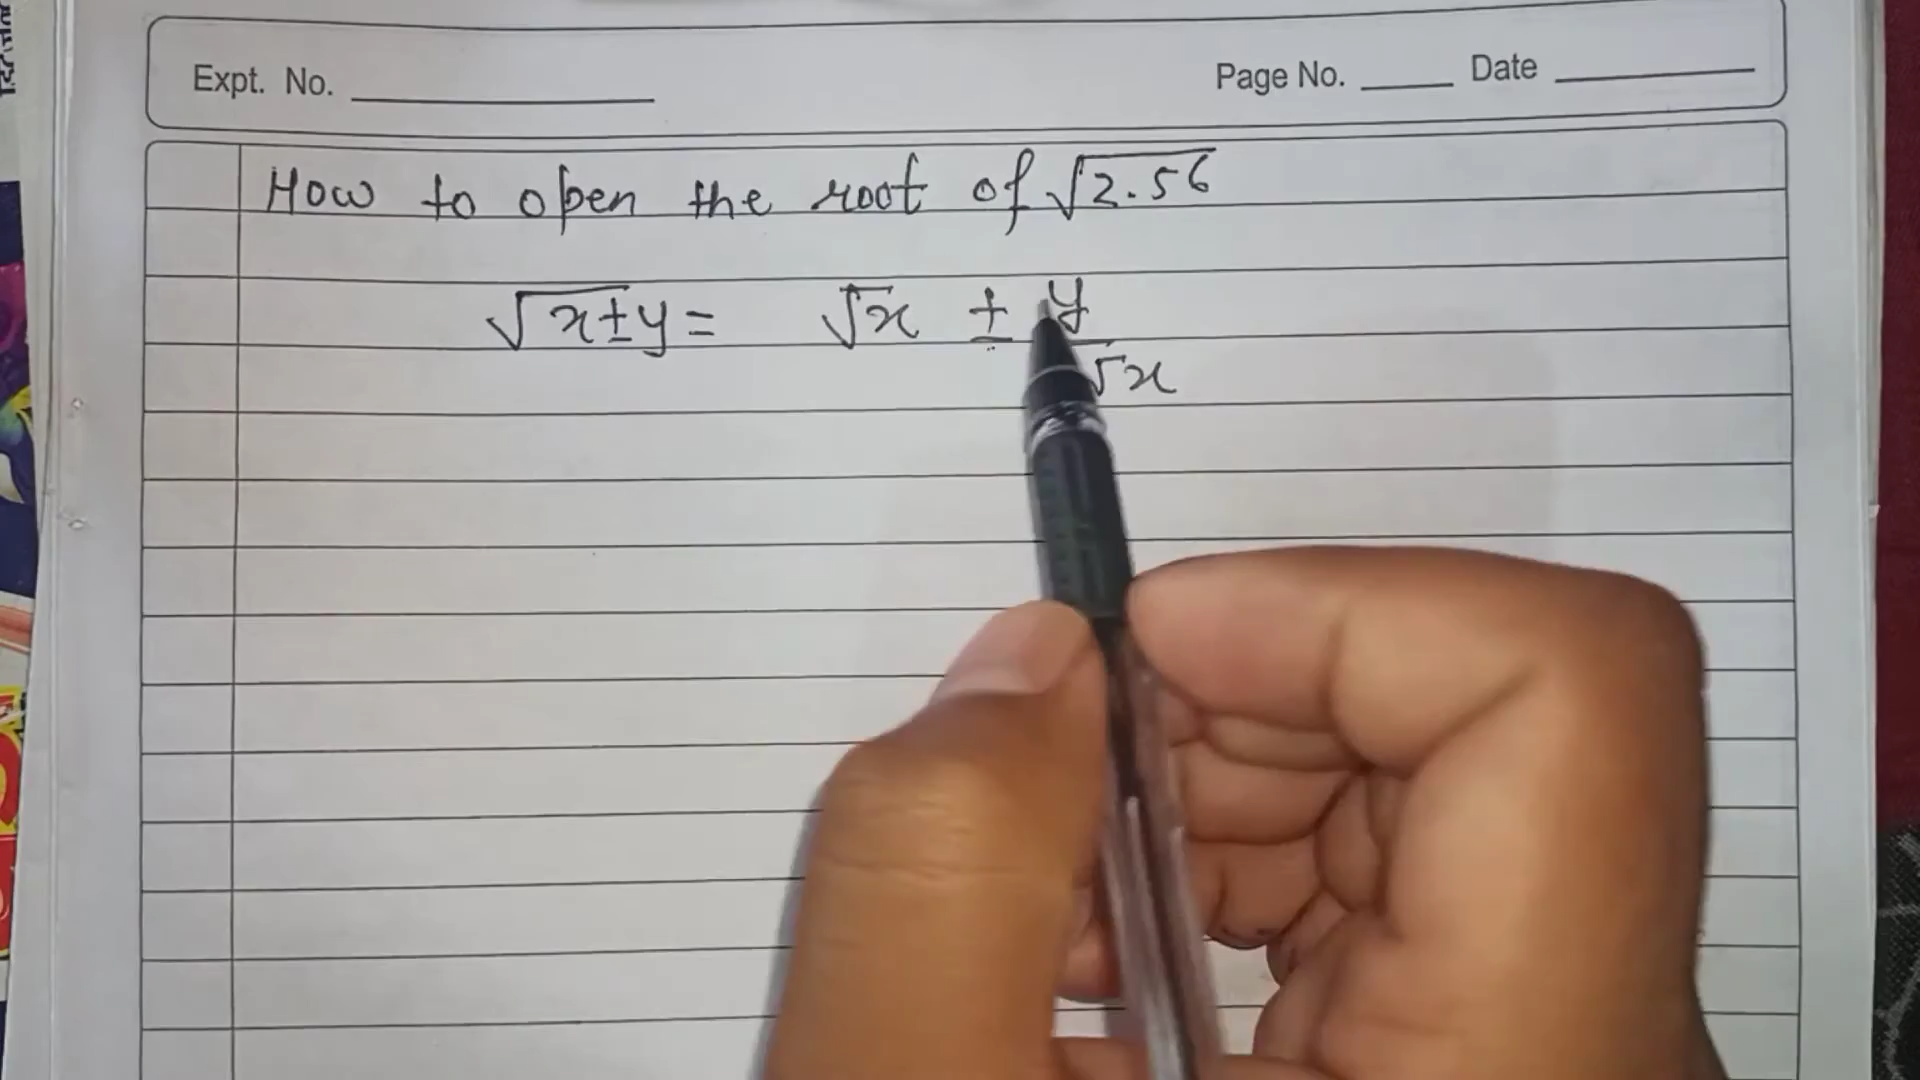 Expt. No. Page No. Date
How to open the root of √2.56
√x±y = √x ± y
√x